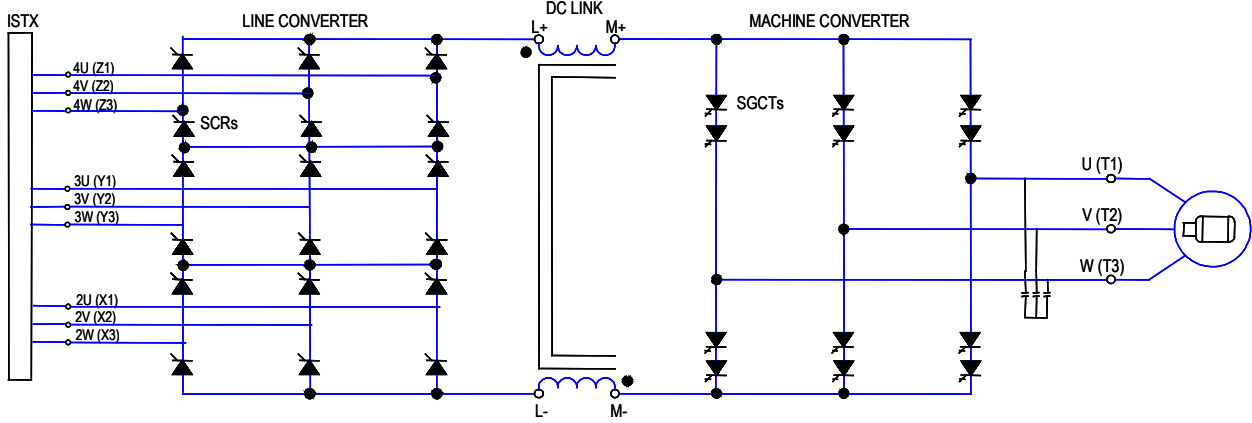 ISTX
LINE CONVERTER
DC LINK
MACHINE CONVERTER
L+
M+
4U (Z1)
4V (Z2)
4W (Z3)
SCRs
SGCTs
3U (Y1)
3V (Y2)
3W (Y3)
U (T1)
V (T2)
W (T3)
2U (X1)
2V (X2)
2W (X3)
L-
M-